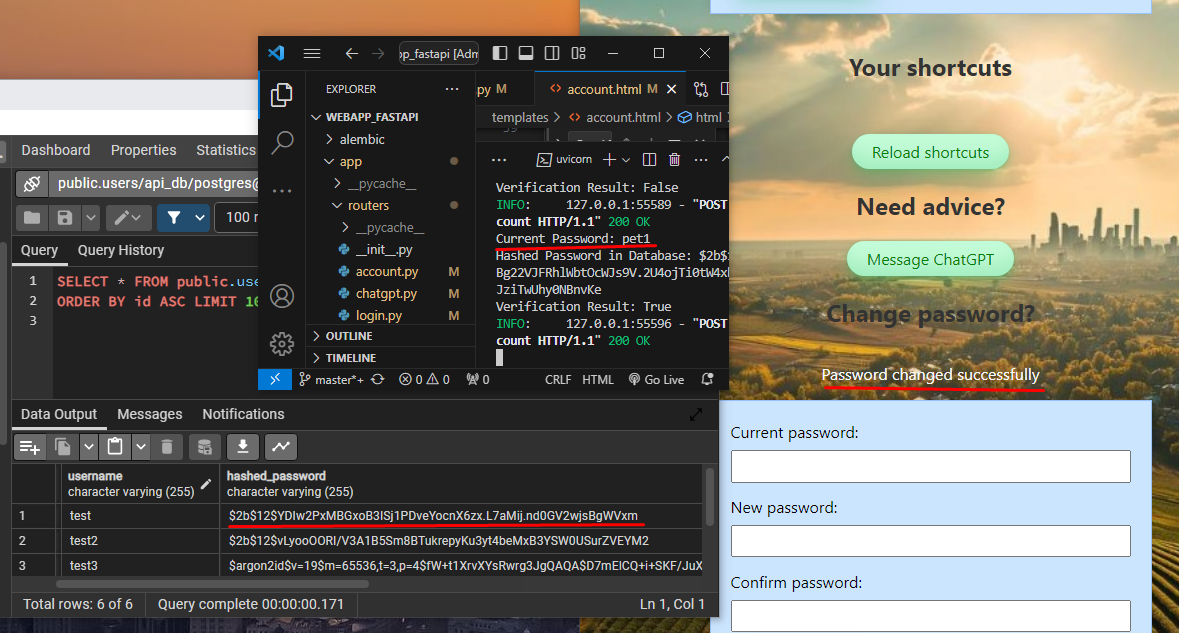 Dashboard Properties Statistics
public.users/api_db/postgres@
100 r
Query Query History
1 SELECT * FROM public.use
2 ORDER BY id ASC LIMIT 10
3
pp_fastapi [Adm
EXPLORER
WEBAPP_FASTAPI
alembic
app
__pycache__
routers
__pycache__
__init__.py
account.py M
chatgpt.py M
login.py M
OUTLINE
TIMELINE
py M
account.html M
templates > account.html > html
uvicorn
Verification Result: False
INFO: 127.0.0.1:55589 - "POST
count HTTP/1.1" 200 OK
Current Password: pet1
Hashed Password in Database: $2b$
Bg22VJFRhlWbtOcWJs9V.2U4ojTi0tW4x
JziTwUhy0NBnvKe
Verification Result: True
INFO: 127.0.0.1:55596 - "POST
count HTTP/1.1" 200 OK
master*+ 0 0 0 CRLF HTML Go Live
Data Output Messages Notifications
username
character varying (255)
hashed_password
character varying (255)
1 test $2b$12$YDIw2PxMBGxoB3ISj1PDveYocnX6zx.L7aMij.nd0GV2wjsBgWVxm
2 test2 $2b$12$vLyooOORI/V3A1B5Sm8BTukrepyKu3yt4beMxB3YSW0USurZVEYM2
3 test3 $argon2id$v=19$m=65536,t=3,p=4$fW+t1XrvXYsRwrg3JgQAQA$D7mEICQ+i+SKF/JuX
Total rows: 6 of 6 Query complete 00:00:00.171 Ln 1, Col 1
Your shortcuts
Reload shortcuts
Need advice?
Message ChatGPT
Change password?
Password changed successfully
Current password:
New password:
Confirm password: